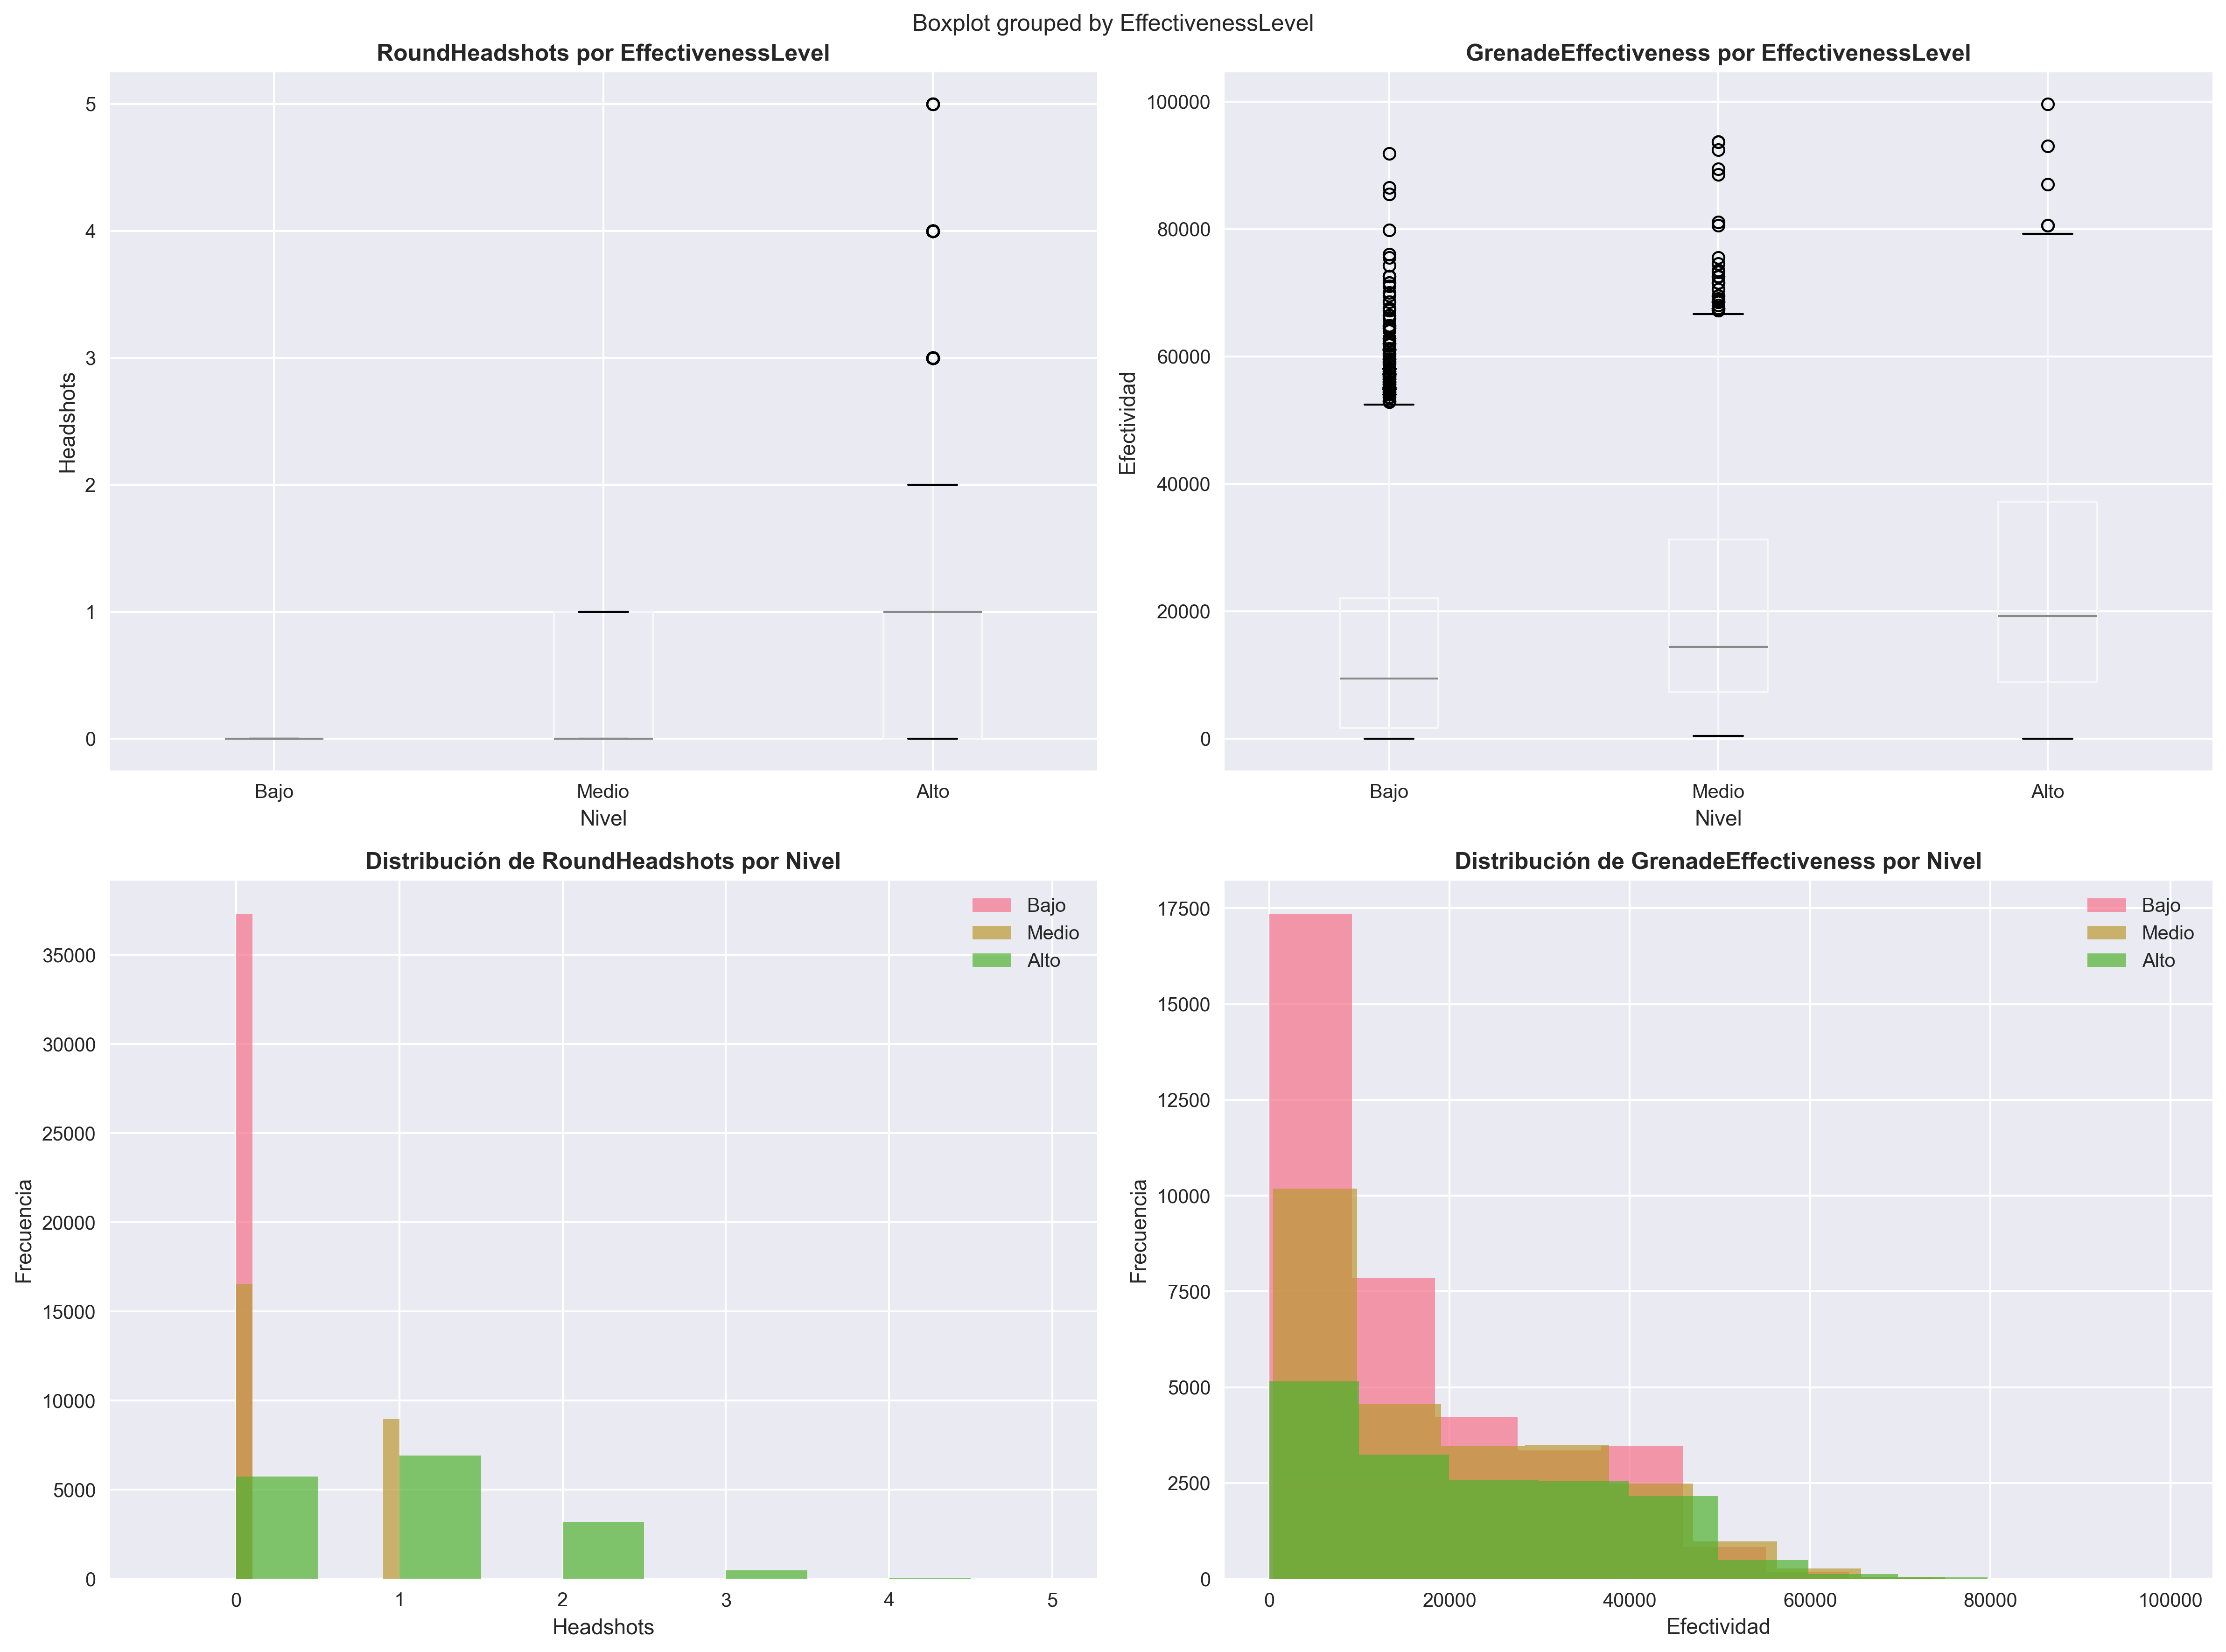 Boxplot grouped by EffectivenessLevel
RoundHeadshots por EffectivenessLevel
5
4
3
2
1
0
Headshots
Bajo Medio Alto
Nivel
GrenadeEffectiveness por EffectivenessLevel
100000
80000
60000
40000
20000
0
Efectividad
Bajo Medio Alto
Nivel
Distribución de RoundHeadshots por Nivel
Bajo
Medio
Alto
35000
30000
25000
20000
15000
10000
5000
0
Frecuencia
0 1 2 3 4 5
Headshots
Distribución de GrenadeEffectiveness por Nivel
Bajo
Medio
Alto
17500
15000
12500
10000
7500
5000
2500
0
Frecuencia
0 20000 40000 60000 80000 100000
Efectividad